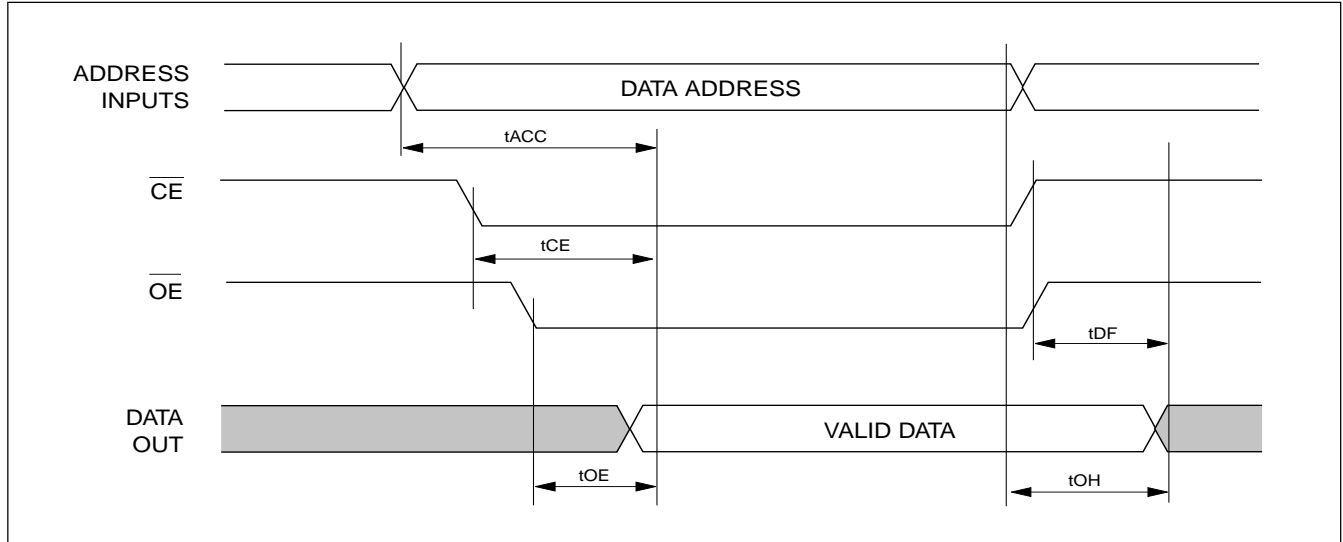 ADDRESS
INPUTS
DATA ADDRESS
tACC
CE
tCE
OE
tDF
DATA
OUT
VALID DATA
tOE
tOH